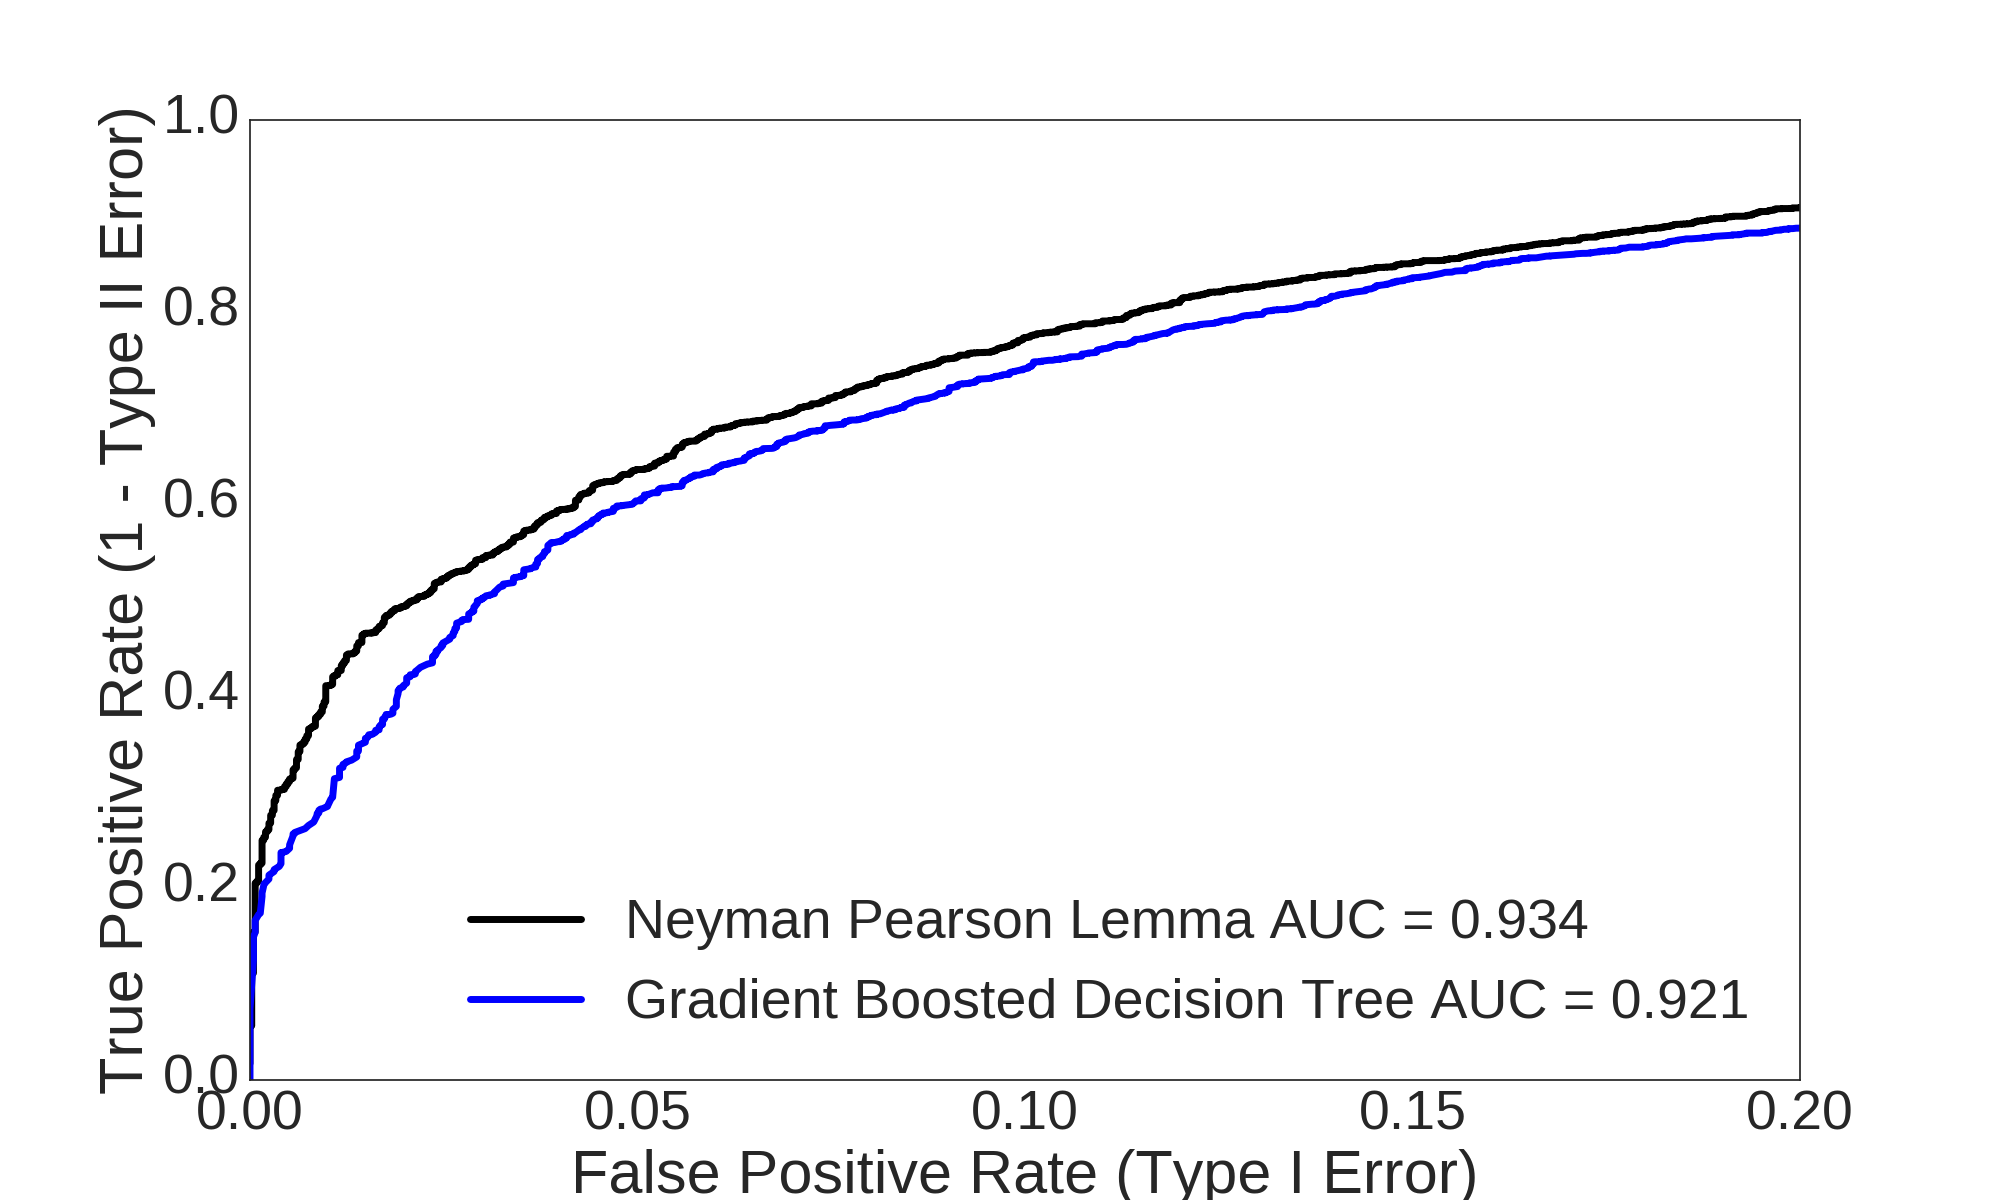 True Positive Rate (1 - Type II Error)
1.0
0.8
0.6
0.4
0.2
0.0
Neyman Pearson Lemma AUC = 0.934
Gradient Boosted Decision Tree AUC = 0.921
0.00 0.05 0.10 0.15 0.20
False Positive Rate (Type I Error)